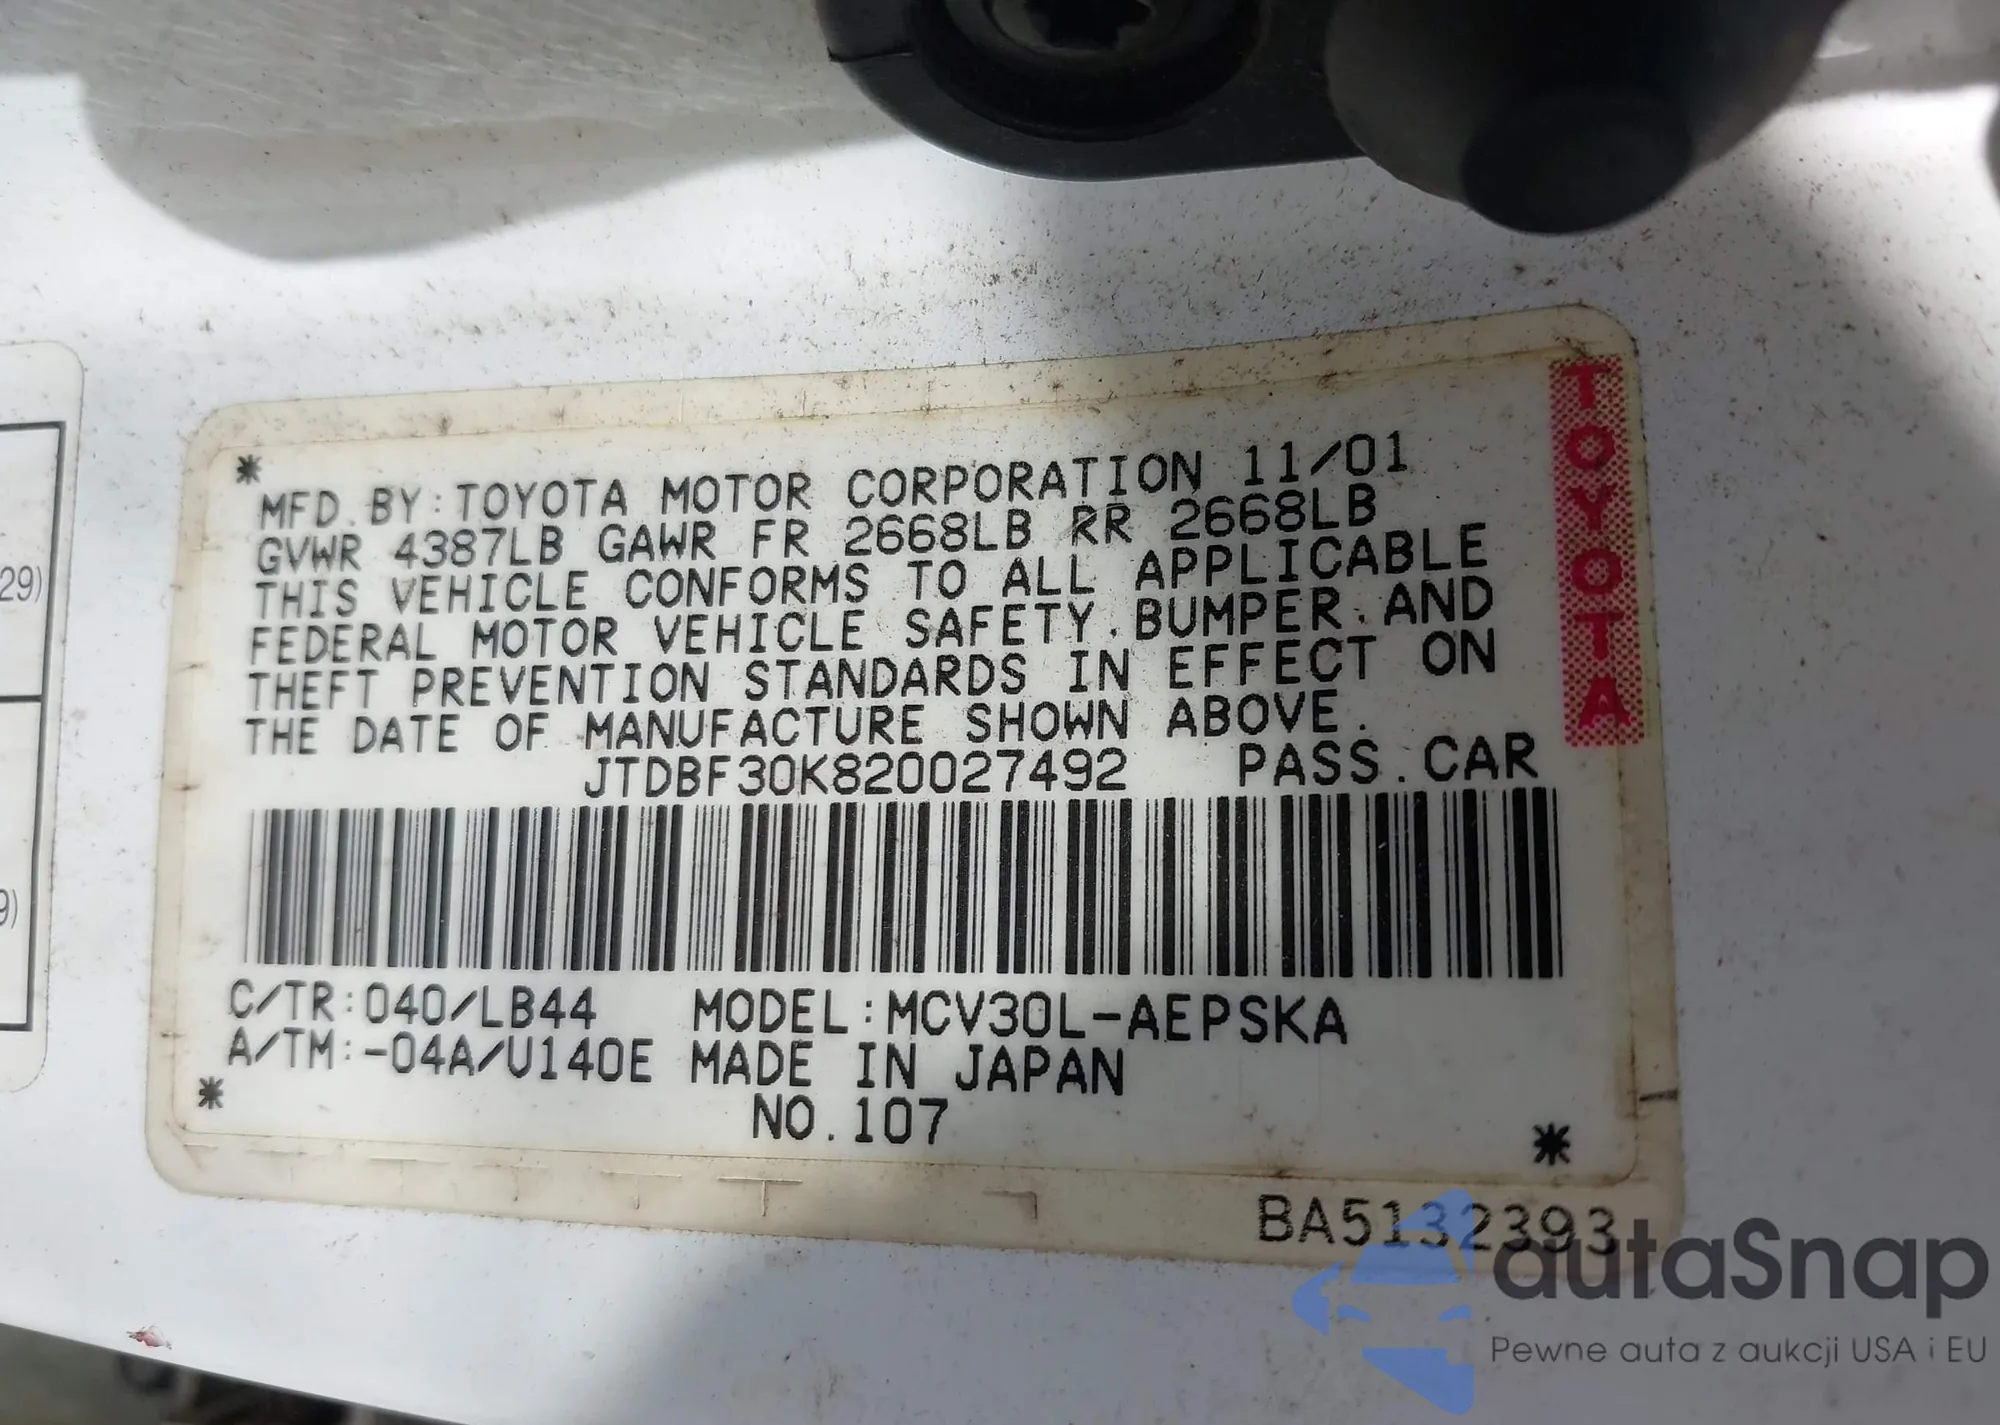 * MFD. BY: TOYOTA MOTOR CORPORATION 11/01
GVWR 4387LB GAWR FR 2668LB RR 2668LB
THIS VEHICLE CONFORMS TO ALL APPLICABLE
FEDERAL MOTOR VEHICLE SAFETY, BUMPER, AND
THEFT PREVENTION STANDARDS IN EFFECT ON
THE DATE OF MANUFACTURE SHOWN ABOVE.
JTDBF30K820027492 PASS. CAR
TOYOTA
C/TR: 040/LB44 MODEL: MCV30L-AEPSKA
A/TM: -04A/U140E MADE IN JAPAN
* NO. 107 *
BA5132393
29)
9)
autaSnap
Pewne auta z aukcji USA i EU